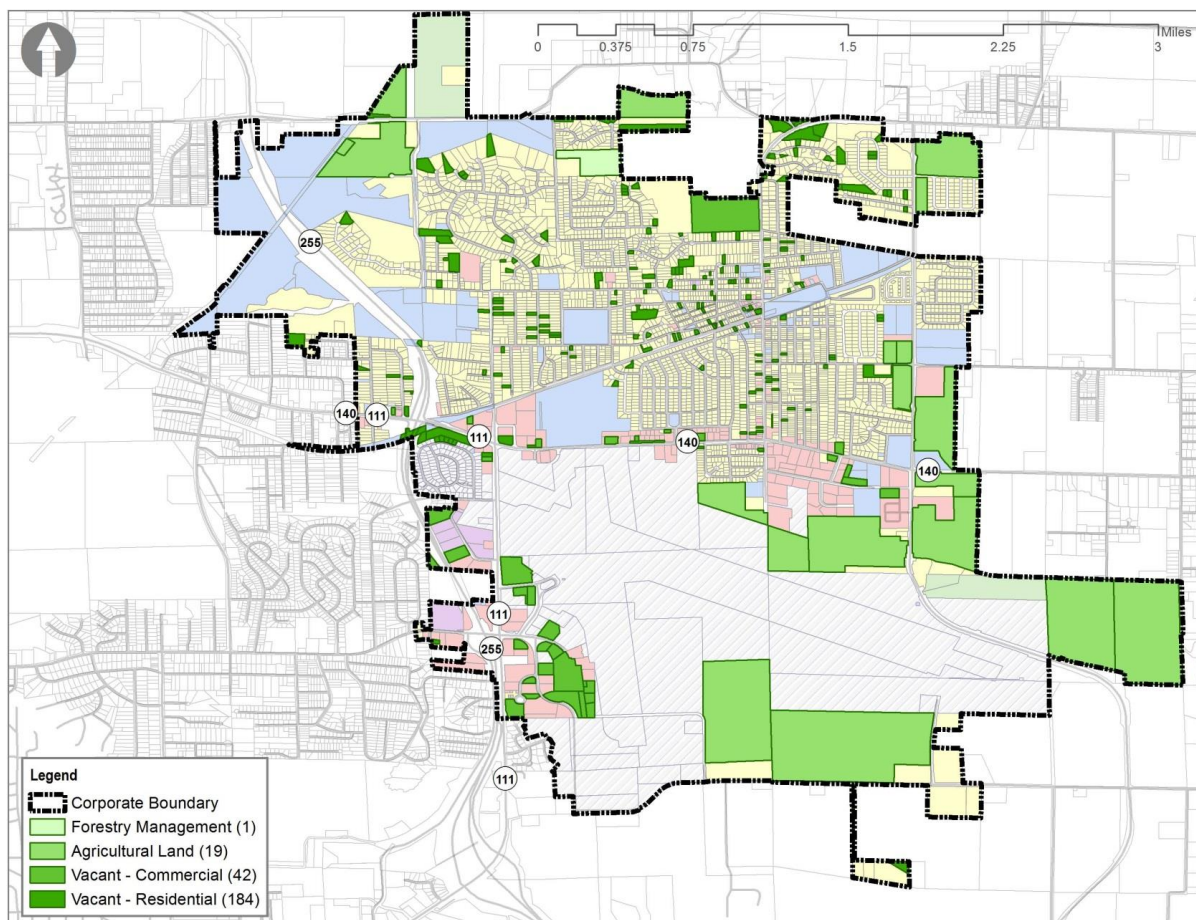 0 0.375 0.75 1.5 2.25 3 Miles
255
140
111
111
140
140
111
255
111
Legend
Corporate Boundary
Forestry Management (1)
Agricultural Land (19)
Vacant - Commercial (42)
Vacant - Residential (184)